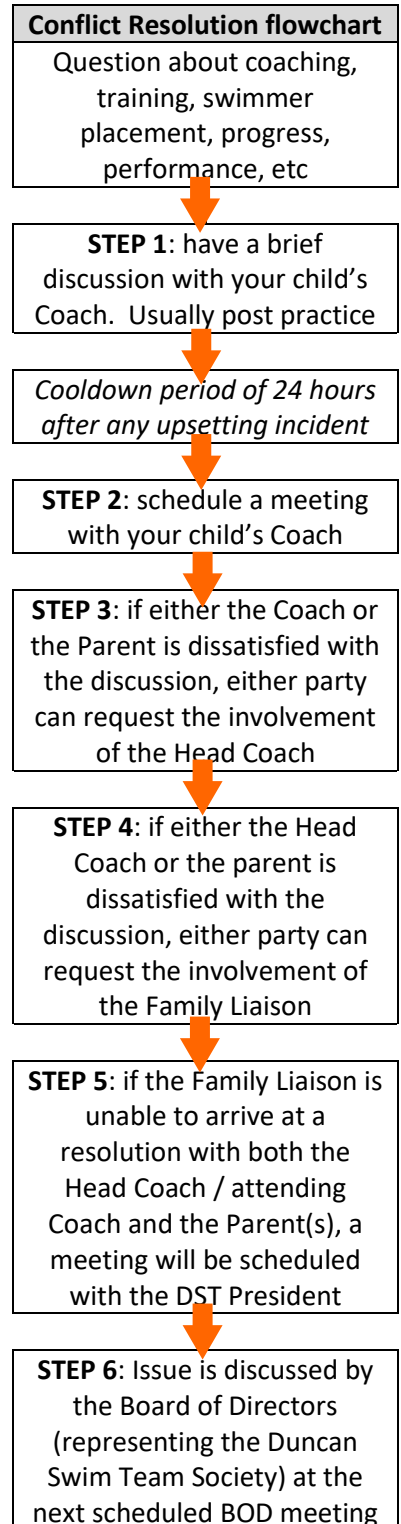 Conflict Resolution flowchart
Question about coaching,
training, swimmer
placement, progress,
performance, etc
STEP 1: have a brief
discussion with your child's
Coach.  Usually post practice
Cooldown period of 24 hours
after any upsetting incident
STEP 2: schedule a meeting
with your child's Coach
STEP 3: if either the Coach or
the Parent is dissatisfied with
the discussion, either party
can request the involvement
of the Head Coach
STEP 4: if either the Head
Coach or the parent is
dissatisfied with the
discussion, either party can
request the involvement of
the Family Liaison
STEP 5: if the Family Liaison is
unable to arrive at a
resolution with both the
Head Coach / attending
Coach and the Parent(s), a
meeting will be scheduled
with the DST President
STEP 6: Issue is discussed by
the Board of Directors
(representing the Duncan
Swim Team Society) at the
next scheduled BOD meeting